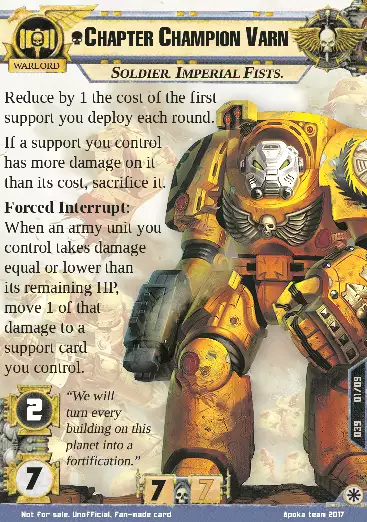 CHAPTER CHAMPION VARN
WARLORD
SOLDIER. IMPERIAL FISTS.
Reduce by 1 the cost of the first
support you deploy each round.
If a support you control
has more damage on it
than its cost, sacrifice it.
Forced Interrupt:
When an army unit you
control takes damage
equal or lower than
its remaining HP,
move 1 of that
damage to a
support card
you control.
"We will
turn every
building on this
planet into a
fortification."
2
7
7 7
Not for sale. Unofficial. Fan-made card
Apoka team 2017